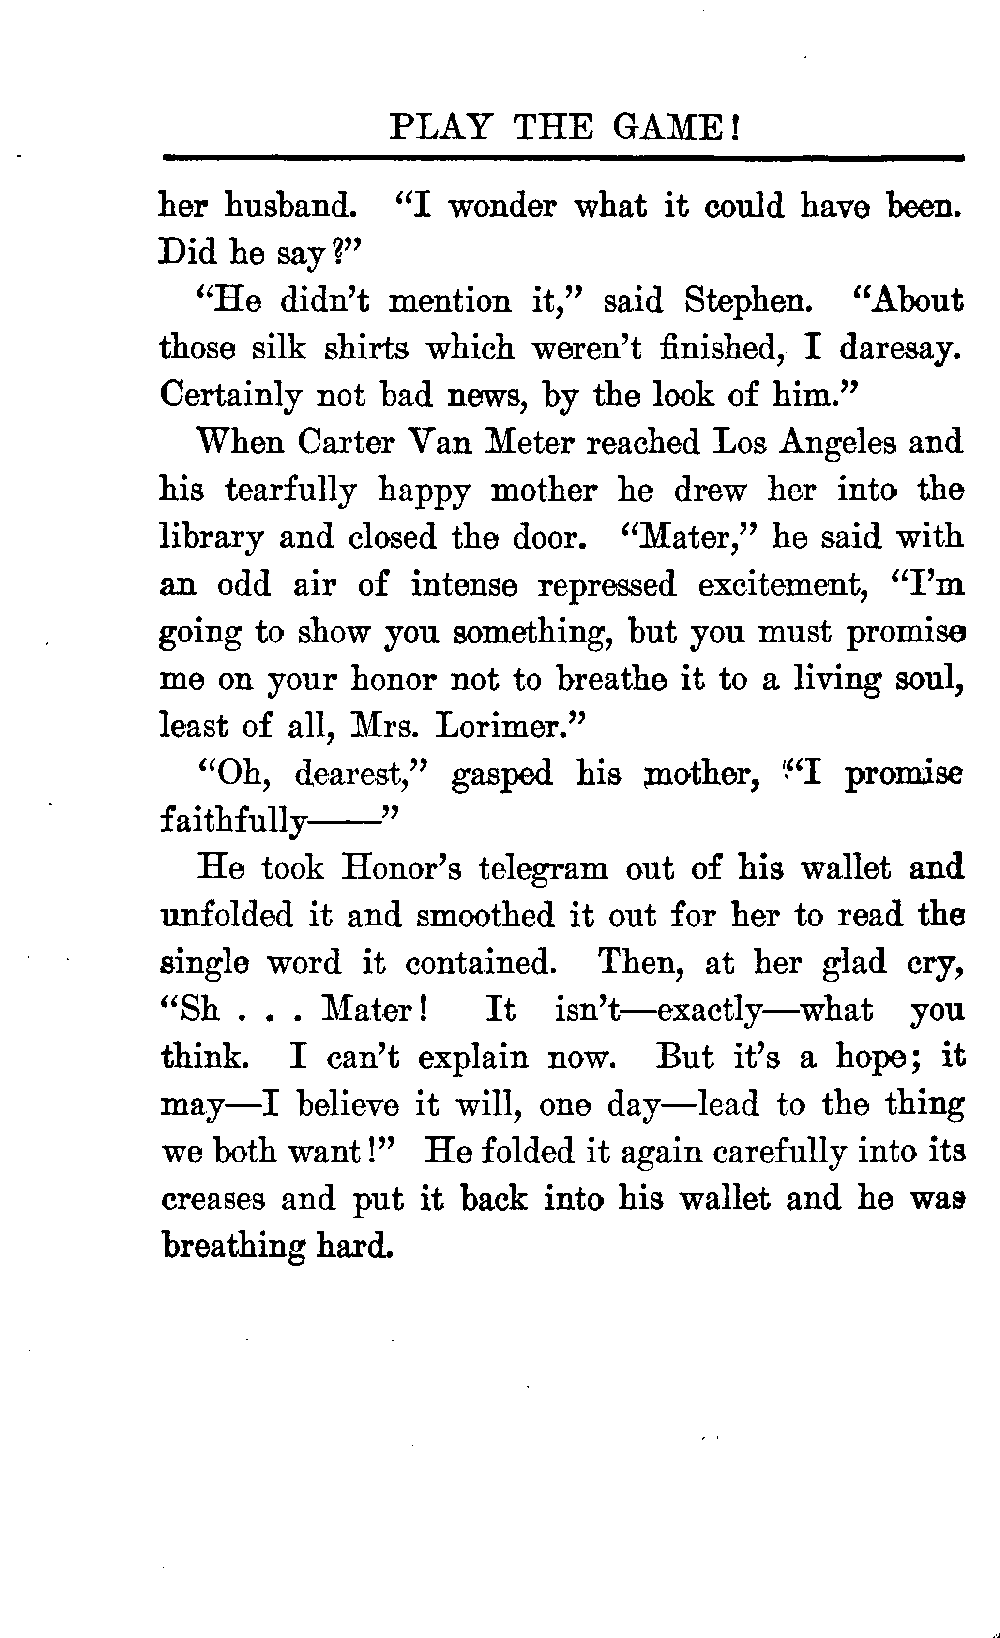 PLAY THE GAME!
her husband. “I wonder what it could have been.
Did he say?”
“He didn’t mention it,” said Stephen. “About
those silk shirts which weren’t finished, I daresay.
Certainly not bad news, by the look of him.”
When Carter Van Meter reached Los Angeles and
his tearfully happy mother he drew her into the
library and closed the door. “Mater,” he said with
an odd air of intense repressed excitement, “I’m
going to show you something, but you must promise
me on your honor not to breathe it to a living soul,
least of all, Mrs. Lorimer.”
“Oh, dearest,” gasped his mother, “I promise
faithfully——”
He took Honor’s telegram out of his wallet and
unfolded it and smoothed it out for her to read the
single word it contained. Then, at her glad cry,
“Sh . . . Mater! It isn’t—exactly—what you
think. I can’t explain now. But it’s a hope; it
may—I believe it will, one day—lead to the thing
we both want!” He folded it again carefully into its
creases and put it back into his wallet and he was
breathing hard.